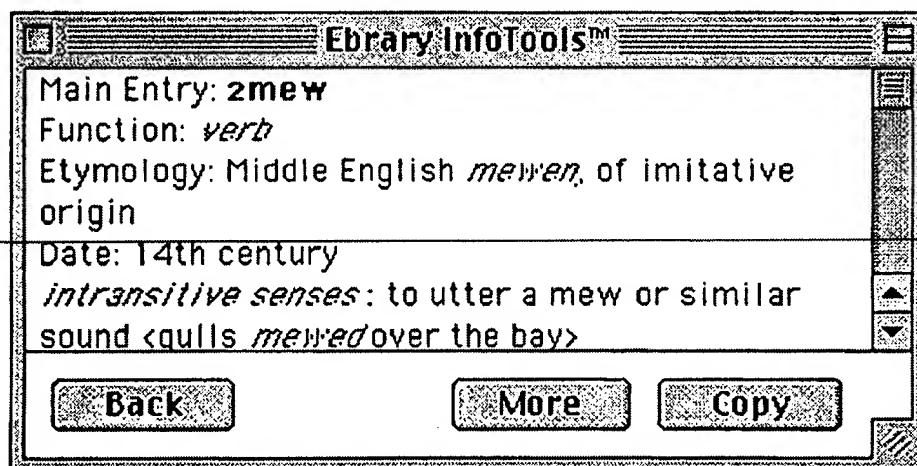 Ebrary InfoTools™
Main Entry: 2mew
Function: verb
Etymology: Middle English mewen, of imitative
origin
Date: 14th century
intransitive senses: to utter a mew or similar
sound <gulls mewed over the bay>
Back More Copy